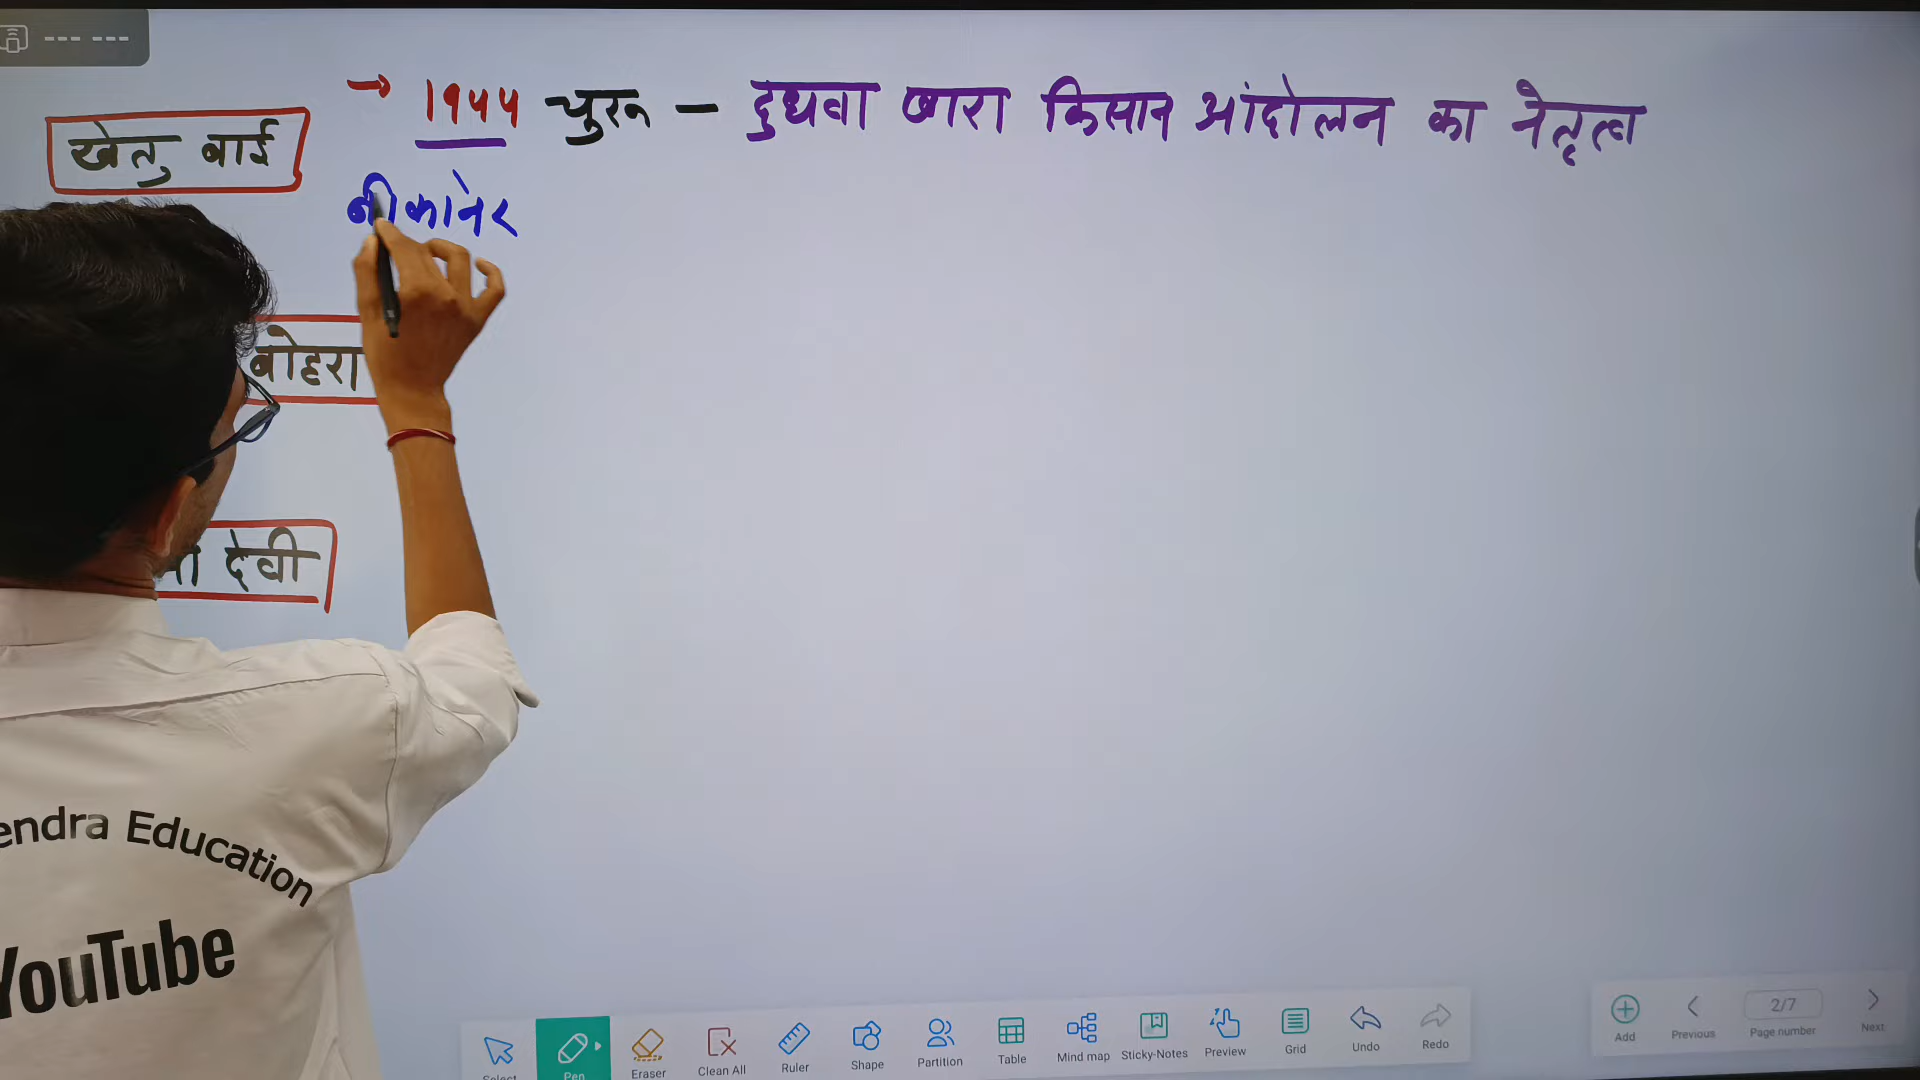 → 1944 चुरू – दुधवा खारा किसान आंदोलन का नेतृत्व
खेतु बाई
बीकानेर
बोहरा
देवी
endra Education
YouTube
Select
Pen
Eraser
Clean All
Ruler
Shape
Partition
Table
Mind map
Sticky-Notes
Preview
Grid
Undo
Redo
Add
Previous
2/7
Page number
Next